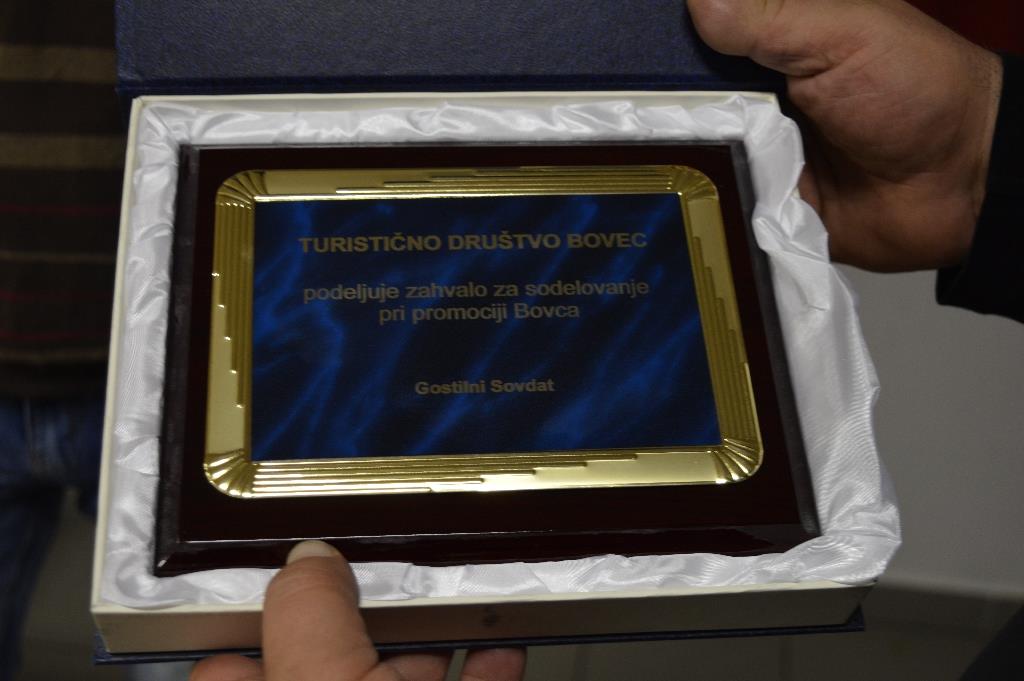 TURISTIČNO DRUŠTVO BOVEC
podeljuje zahvalo za sodelovanje
pri promociji Bovca
Gostilni Sovdat